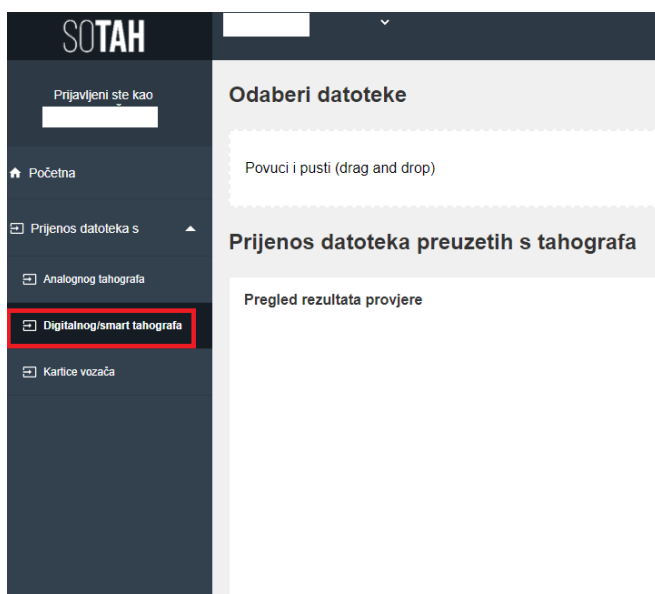 SOTAH
Prijavljeni ste kao
Početna
Prijenos datoteka s
Analognog tahografa
Digitalnog/smart tahografa
Kartice vozača
Odaberi datoteke
Povuci i pusti (drag and drop)
Prijenos datoteka preuzetih s tahografa
Pregled rezultata provjere